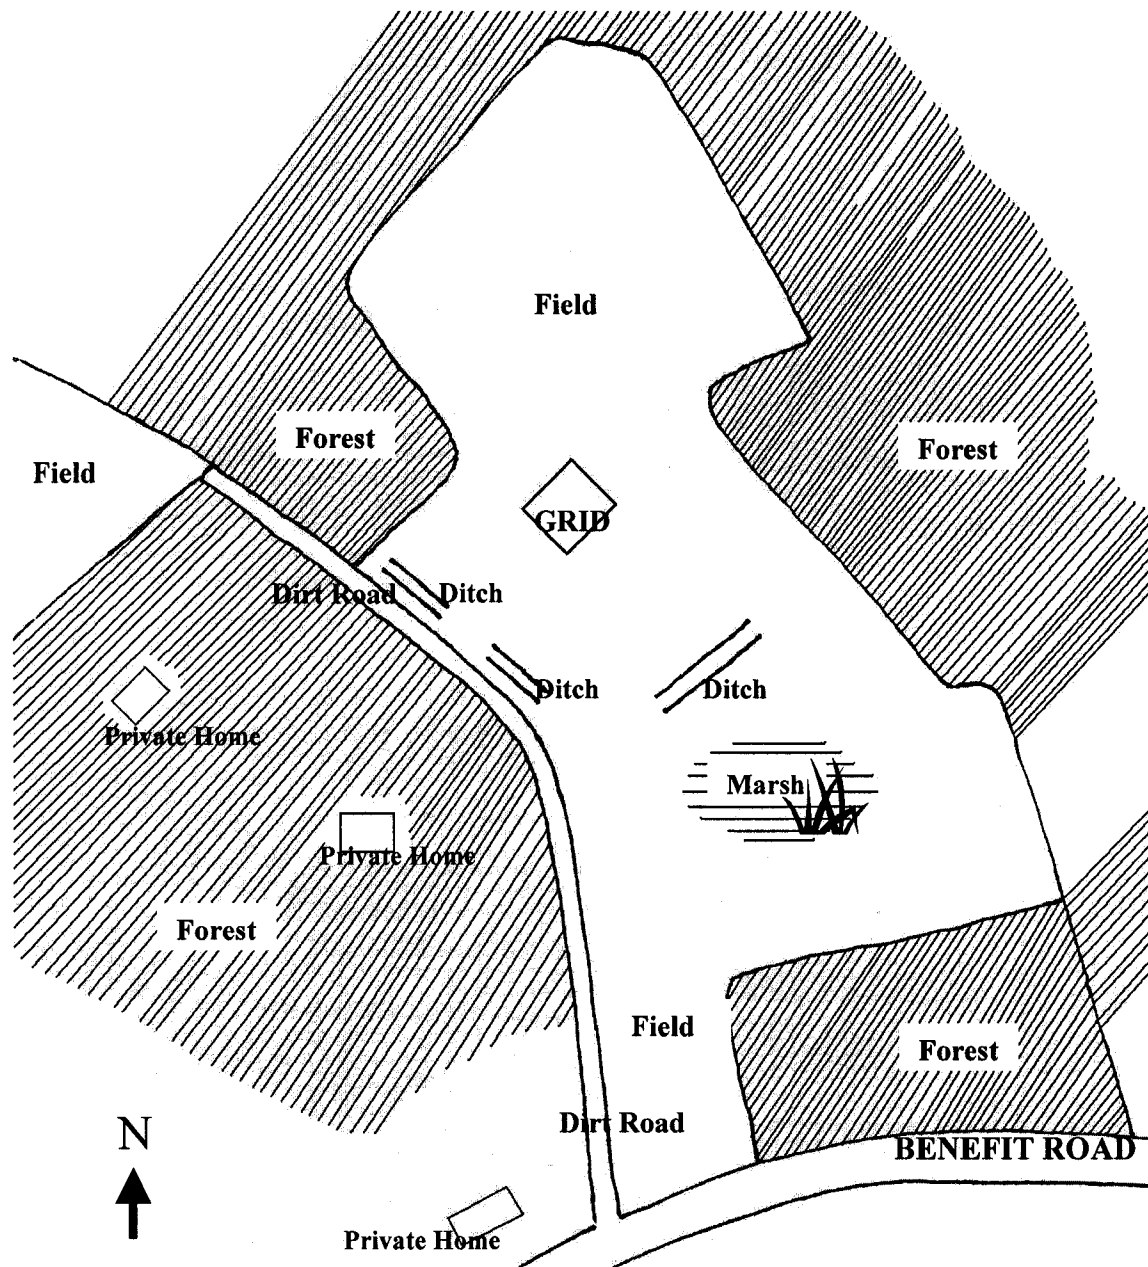 Field
Forest
Forest
Field
GRID
Dirt Road
Ditch
Ditch
Ditch
Private Home
Marsh
Private Home
Forest
Field
Forest
Dirt Road
N
BENEFIT ROAD
Private Home